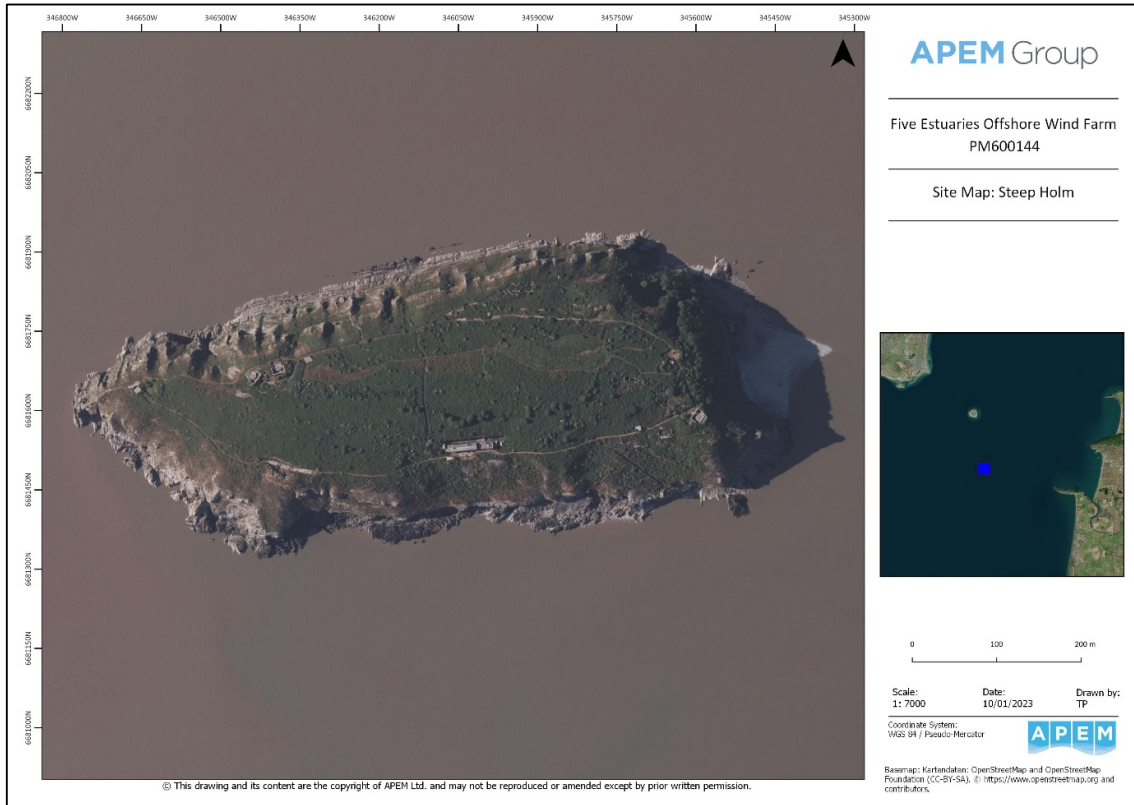 346800W 346650W 346500W 346350W 346200W 346050W 345900W 345750W 345600W 345450W 345300W
6682200N
6682050N
6681900N
6681750N
6681600N
6681450N
6681300N
6681150N
6681000N
APEM Group
Five Estuaries Offshore Wind Farm
PM600144
Site Map: Steep Holm
0 100 200 m
Scale: Date: Drawn by:
1: 7000 10/01/2023 TP
Coordinate System:
WGS 84 / Pseudo-Mercator
APEM
Basemap: Kartendaten: OpenStreetMap and OpenStreetMap
Foundation (CC-BY-SA). © https://www.openstreetmap.org and
contributors.
© This drawing and its content are the copyright of APEM Ltd. and may not be reproduced or amended except by prior written permission.